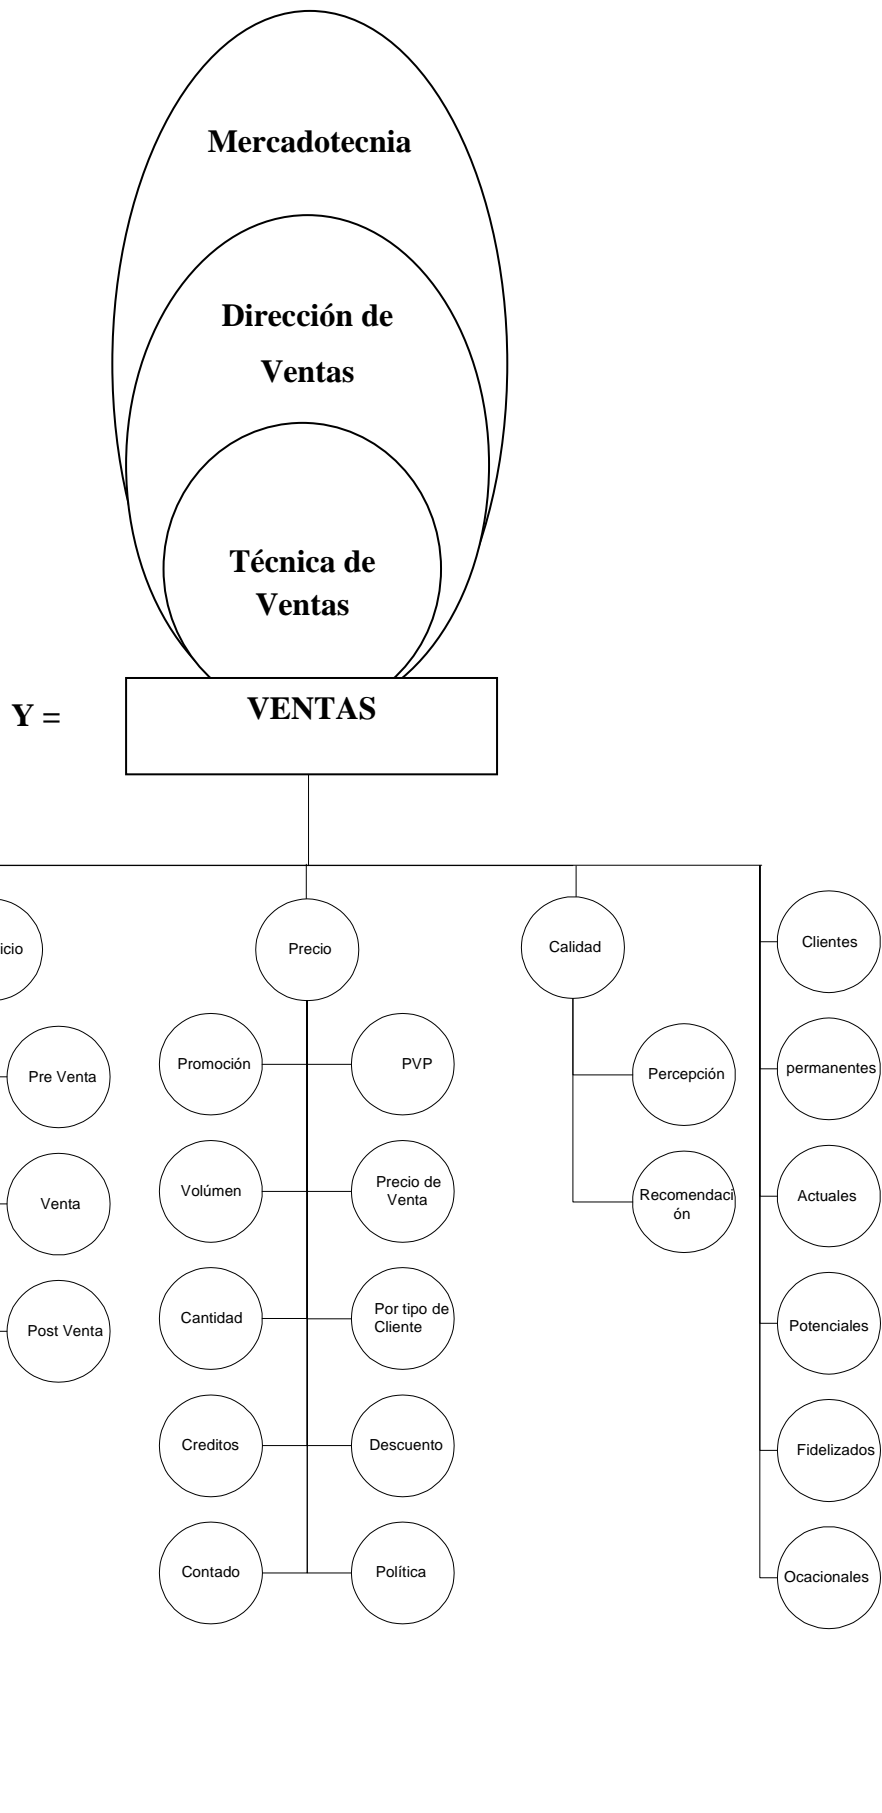 Mercadotecnia
Dirección de
Ventas
Técnica de
Ventas
Y =
VENTAS
icio
Precio
Calidad
Clientes
Pre Venta
Promoción
PVP
Percepción
permanentes
Venta
Volúmen
Precio de
Venta
Recomendaci
ón
Actuales
Post Venta
Cantidad
Por tipo de
Cliente
Potenciales
Creditos
Descuento
Fidelizados
Contado
Política
Ocacionales